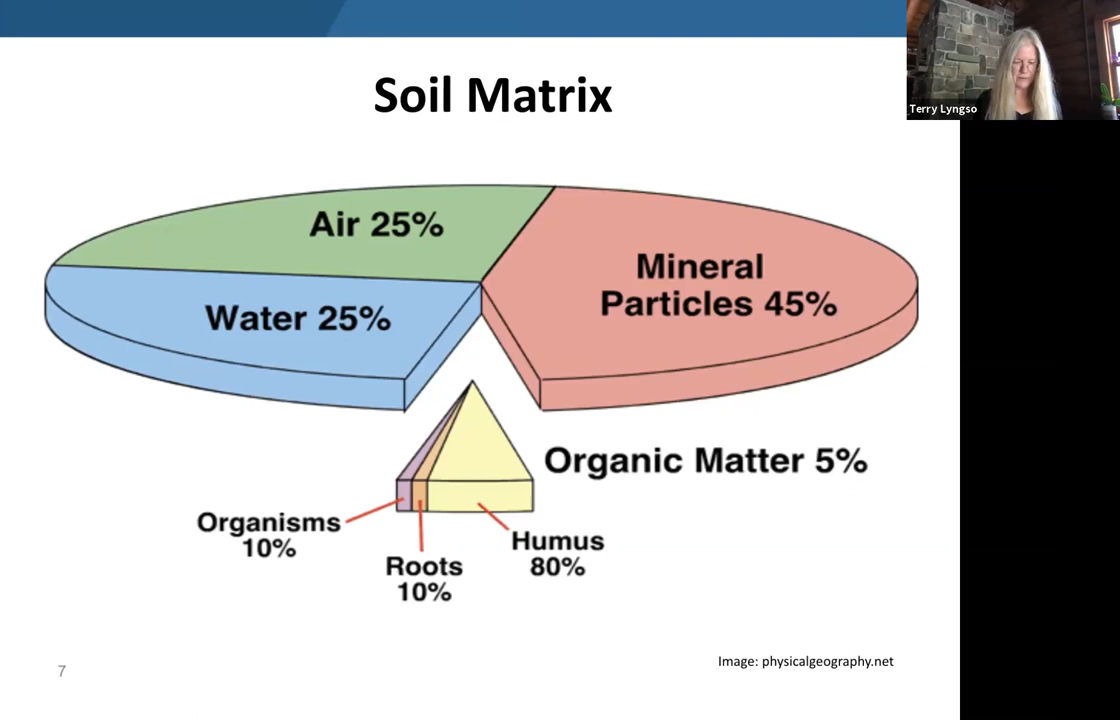 Terry Lyngso
Soil Matrix
Air 25%
Mineral
Particles 45%
Water 25%
Organic Matter 5%
Organisms
10%
Roots
10%
Humus
80%
Image: physicalgeography.net
7